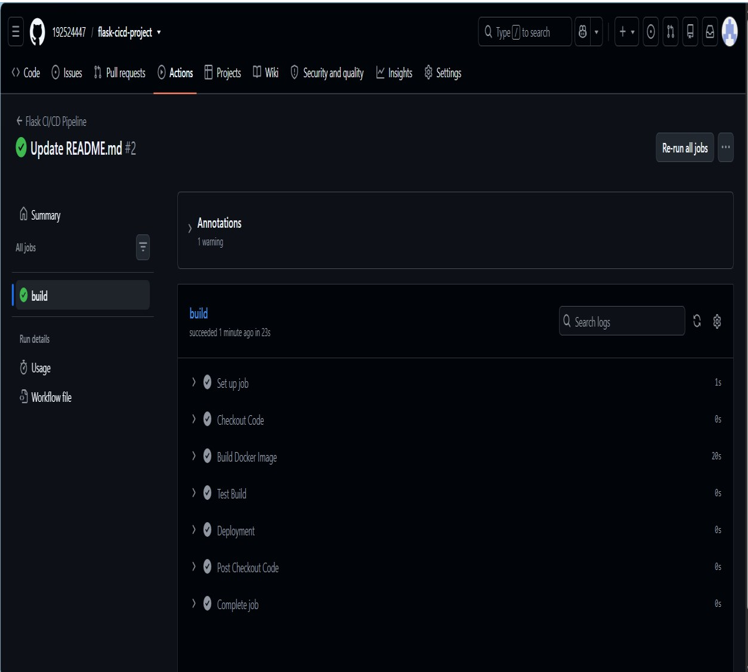 192524447 / flask-cicd-project
Type / to search
Code
Issues
Pull requests
Actions
Projects
Wiki
Security and quality
Insights
Settings
← Flask CI/CD Pipeline
Update README.md #2
Re-run all jobs
Summary
All jobs
build
Run details
Usage
Workflow file
Annotations
1 warning
build
succeeded 1 minute ago in 23s
Search logs
Set up job 1s
Checkout Code 0s
Build Docker Image 20s
Test Build 0s
Deployment 0s
Post Checkout Code 0s
Complete job 0s